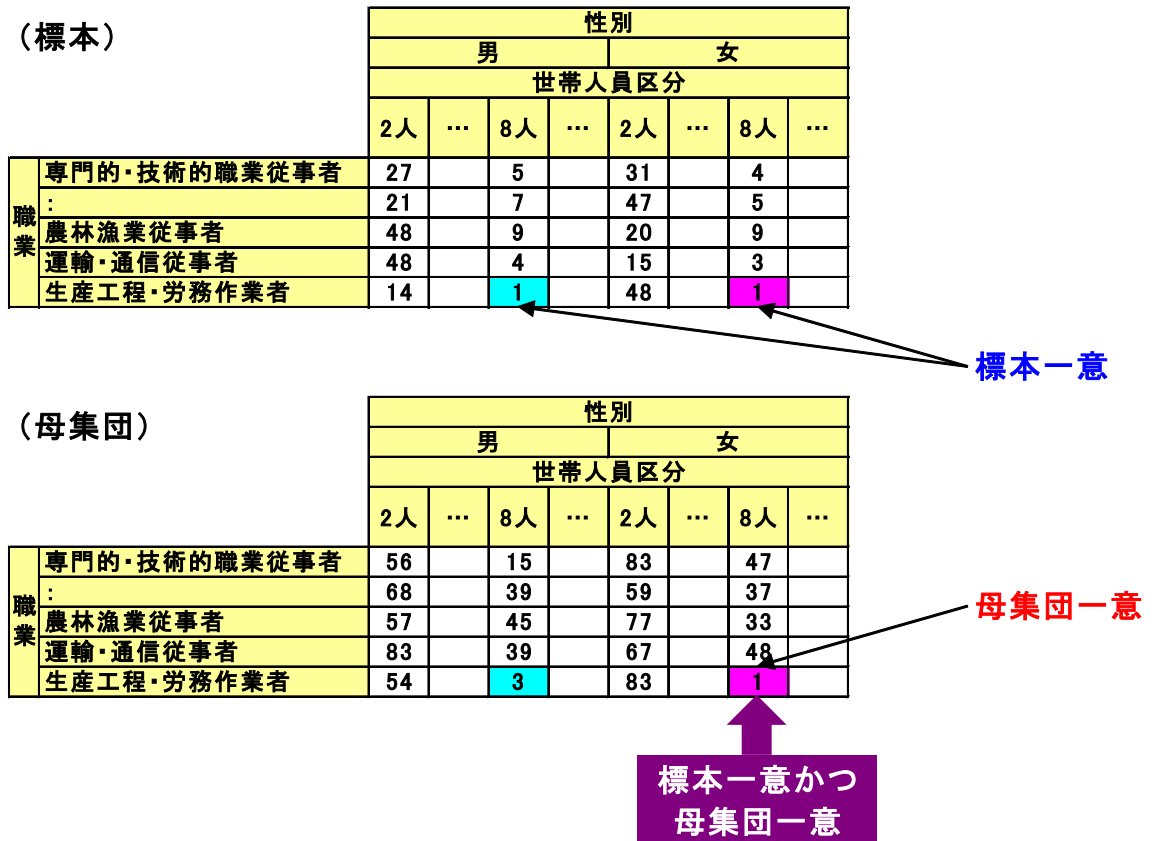 （標本）
性別
男 女
世帯人員区分
2人 … 8人 … 2人 … 8人 …
職業
専門的・技術的職業従事者 27 5 31 4
: 21 7 47 5
農林漁業従事者 48 9 20 9
運輸・通信従事者 48 4 15 3
生産工程・労務作業者 14 1 48 1
標本一意
（母集団）
性別
男 女
世帯人員区分
2人 … 8人 … 2人 … 8人 …
職業
専門的・技術的職業従事者 56 15 83 47
: 68 39 59 37
農林漁業従事者 57 45 77 33
運輸・通信従事者 83 39 67 48
生産工程・労務作業者 54 3 83 1
母集団一意
標本一意かつ
母集団一意